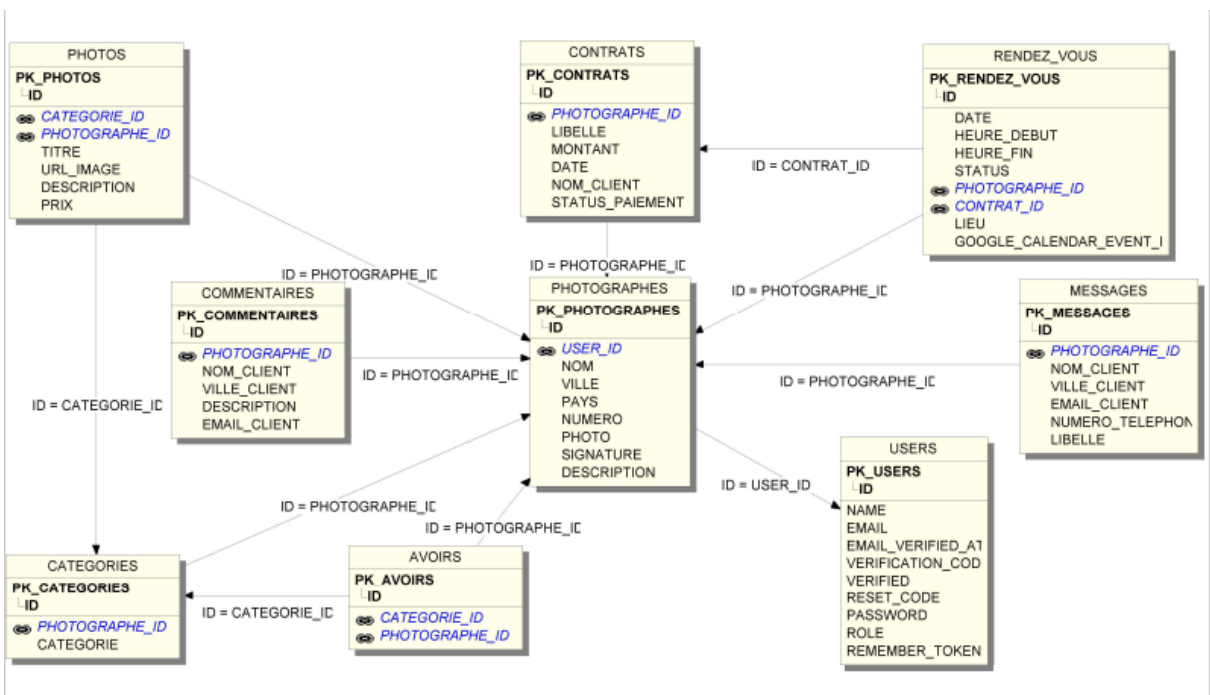 PHOTOS
PK_PHOTOS
ID
CATEGORIE_ID
PHOTOGRAPHE_ID
TITRE
URL_IMAGE
DESCRIPTION
PRIX
CONTRATS
PK_CONTRATS
ID
PHOTOGRAPHE_ID
LIBELLE
MONTANT
DATE
NOM_CLIENT
STATUS_PAIEMENT
RENDEZ_VOUS
PK_RENDEZ_VOUS
ID
DATE
HEURE_DEBUT
HEURE_FIN
STATUS
PHOTOGRAPHE_ID
CONTRAT_ID
LIEU
GOOGLE_CALENDAR_EVENT_I
ID = CONTRAT_ID
ID = PHOTOGRAPHE_ID
ID = PHOTOGRAPHE_ID
ID = PHOTOGRAPHE_ID
COMMENTAIRES
PK_COMMENTAIRES
ID
PHOTOGRAPHE_ID
NOM_CLIENT
VILLE_CLIENT
DESCRIPTION
EMAIL_CLIENT
PHOTOGRAPHES
PK_PHOTOGRAPHES
ID
USER_ID
NOM
VILLE
PAYS
NUMERO
PHOTO
SIGNATURE
DESCRIPTION
MESSAGES
PK_MESSAGES
ID
PHOTOGRAPHE_ID
NOM_CLIENT
VILLE_CLIENT
EMAIL_CLIENT
NUMERO_TELEPHON
LIBELLE
ID = PHOTOGRAPHE_ID
ID = PHOTOGRAPHE_ID
ID = CATEGORIE_ID
USERS
PK_USERS
ID
NAME
EMAIL
EMAIL_VERIFIED_AT
VERIFICATION_COD
VERIFIED
RESET_CODE
PASSWORD
ROLE
REMEMBER_TOKEN
ID = USER_ID
ID = PHOTOGRAPHE_ID
ID = PHOTOGRAPHE_ID
CATEGORIES
PK_CATEGORIES
ID
PHOTOGRAPHE_ID
CATEGORIE
ID = CATEGORIE_ID
AVOIRS
PK_AVOIRS
ID
CATEGORIE_ID
PHOTOGRAPHE_ID